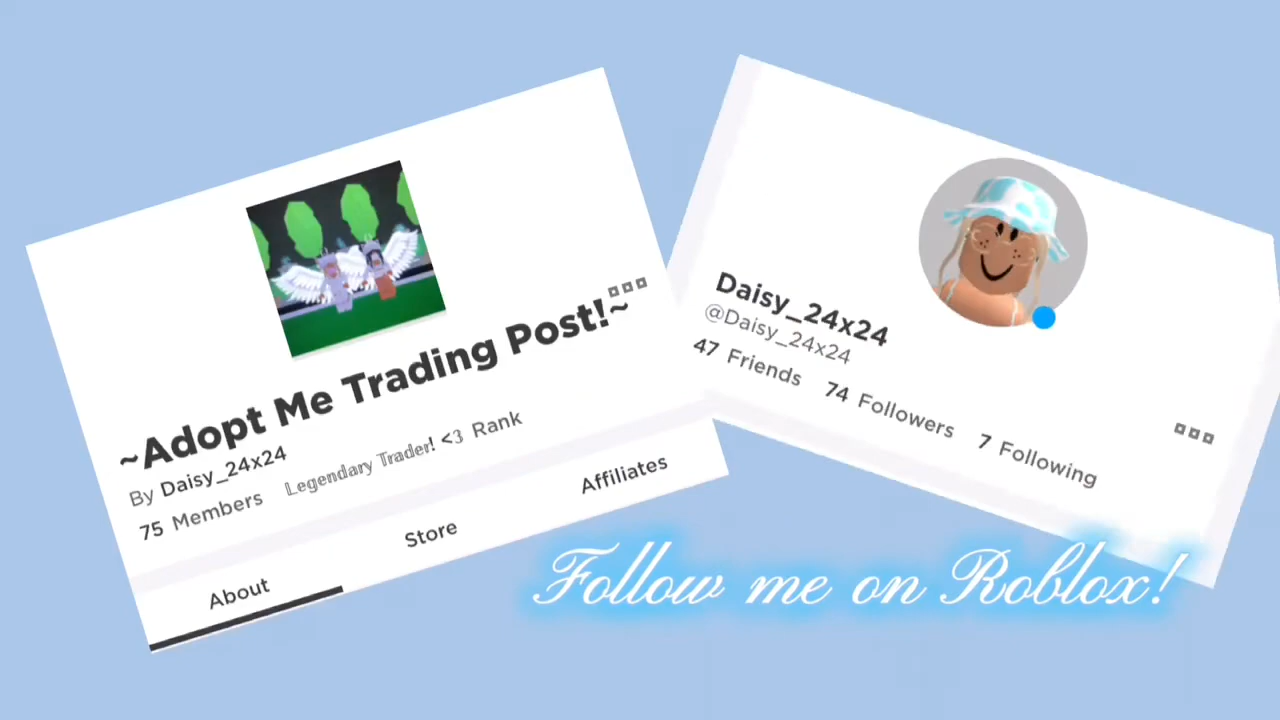 ~Adopt Me Trading Post!~
By Daisy_24x24
75 Members 𝕃𝕖𝕘𝕖𝕟𝕕𝕒𝕣𝕪 𝕋𝕣𝕒𝕕𝕖𝕣! <𝟛 Rank
About Store Affiliates
Daisy_24x24
@Daisy_24x24
47 Friends 74 Followers 7 Following
Follow me on Roblox!